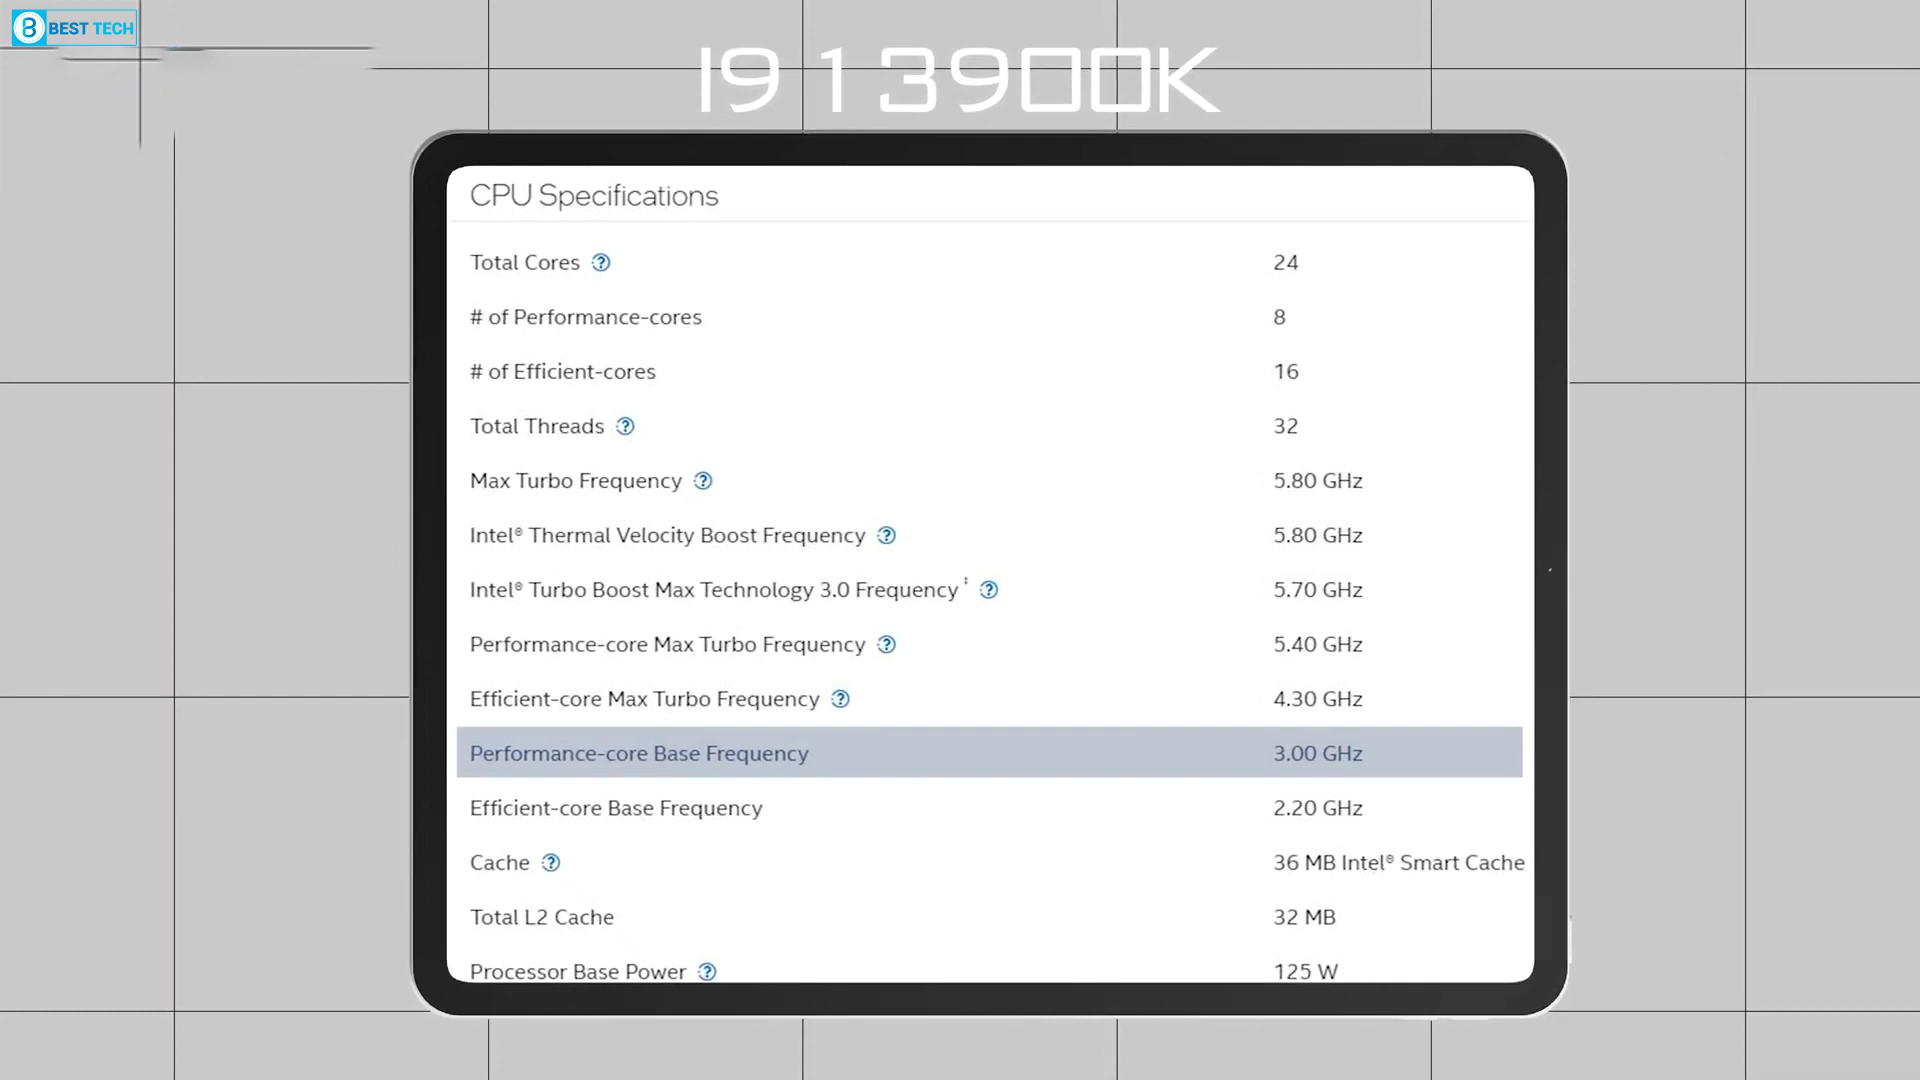 BEST TECH
I9 13900K
CPU Specifications
Total Cores ? 24
# of Performance-cores 8
# of Efficient-cores 16
Total Threads ? 32
Max Turbo Frequency ? 5.80 GHz
Intel® Thermal Velocity Boost Frequency ? 5.80 GHz
Intel® Turbo Boost Max Technology 3.0 Frequency ‡ ? 5.70 GHz
Performance-core Max Turbo Frequency ? 5.40 GHz
Efficient-core Max Turbo Frequency ? 4.30 GHz
Performance-core Base Frequency 3.00 GHz
Efficient-core Base Frequency 2.20 GHz
Cache ? 36 MB Intel® Smart Cache
Total L2 Cache 32 MB
Processor Base Power ? 125 W